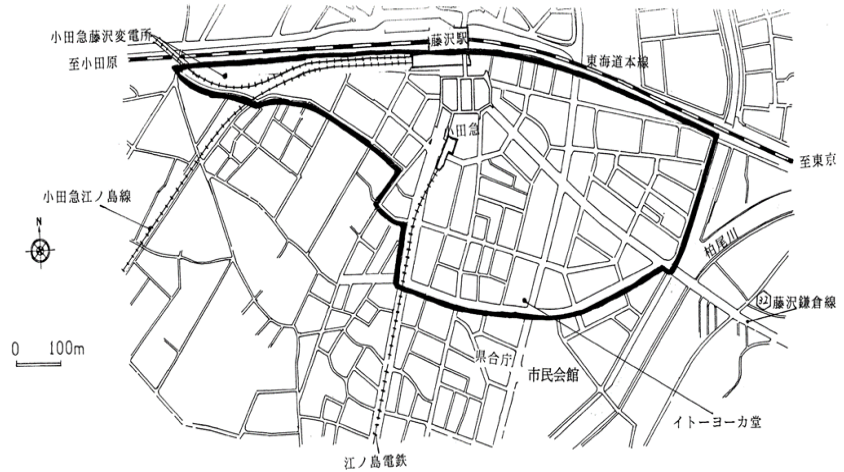 小田急藤沢変電所
藤沢駅
至小田原
東海道本線
小田急
至東京
小田急江ノ島線
N
柏尾川
32
藤沢鎌倉線
0 100m
県合庁
市民会館
イトーヨーカ堂
江ノ島電鉄